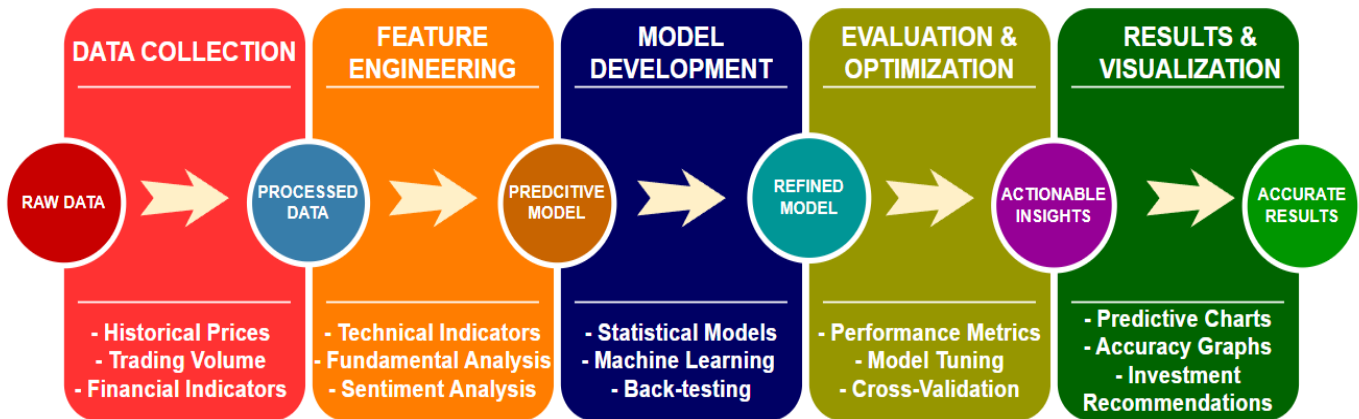 DATA COLLECTION
FEATURE
ENGINEERING
MODEL
DEVELOPMENT
EVALUATION &
OPTIMIZATION
RESULTS &
VISUALIZATION
RAW DATA
PROCESSED
DATA
PREDCITIVE
MODEL
REFINED
MODEL
ACTIONABLE
INSIGHTS
ACCURATE
RESULTS
- Historical Prices
- Trading Volume
- Financial Indicators
- Technical Indicators
- Fundamental Analysis
- Sentiment Analysis
- Statistical Models
- Machine Learning
- Back-testing
- Performance Metrics
- Model Tuning
- Cross-Validation
- Predictive Charts
- Accuracy Graphs
- Investment
Recommendations